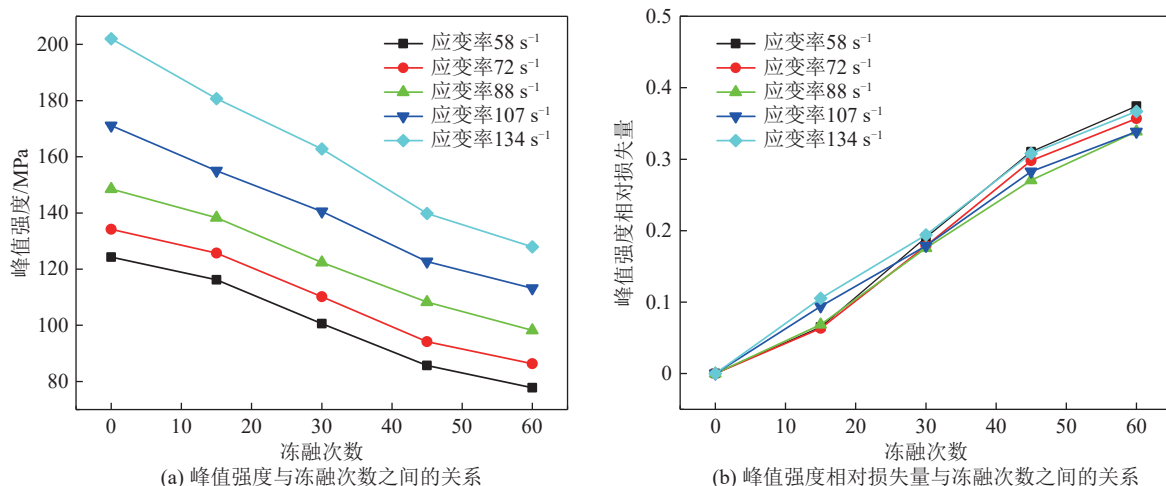 200
180
160
140
120
100
80
峰值强度/MPa
应变率58 s⁻¹
应变率72 s⁻¹
应变率88 s⁻¹
应变率107 s⁻¹
应变率134 s⁻¹
0 10 20 30 40 50 60
冻融次数
(a) 峰值强度与冻融次数之间的关系
0.5
0.4
0.3
0.2
0.1
0
峰值强度相对损失量
应变率58 s⁻¹
应变率72 s⁻¹
应变率88 s⁻¹
应变率107 s⁻¹
应变率134 s⁻¹
0 10 20 30 40 50 60
冻融次数
(b) 峰值强度相对损失量与冻融次数之间的关系